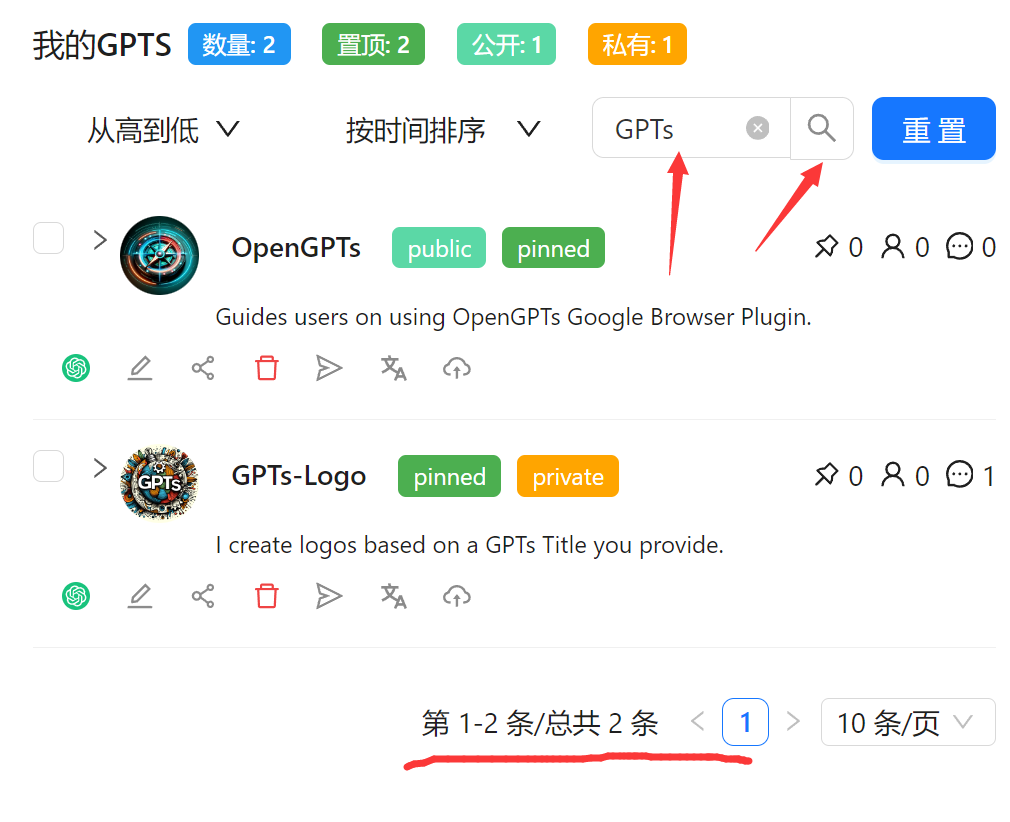 我的GPTS 数量: 2 置顶: 2 公开: 1 私有: 1
从高到低 按时间排序 GPTs 重 置
OpenGPTs public pinned 0 0 0
Guides users on using OpenGPTs Google Browser Plugin.
GPTs
GPTs-Logo pinned private 0 0 1
I create logos based on a GPTs Title you provide.
第 1-2 条/总共 2 条 1 10 条/页